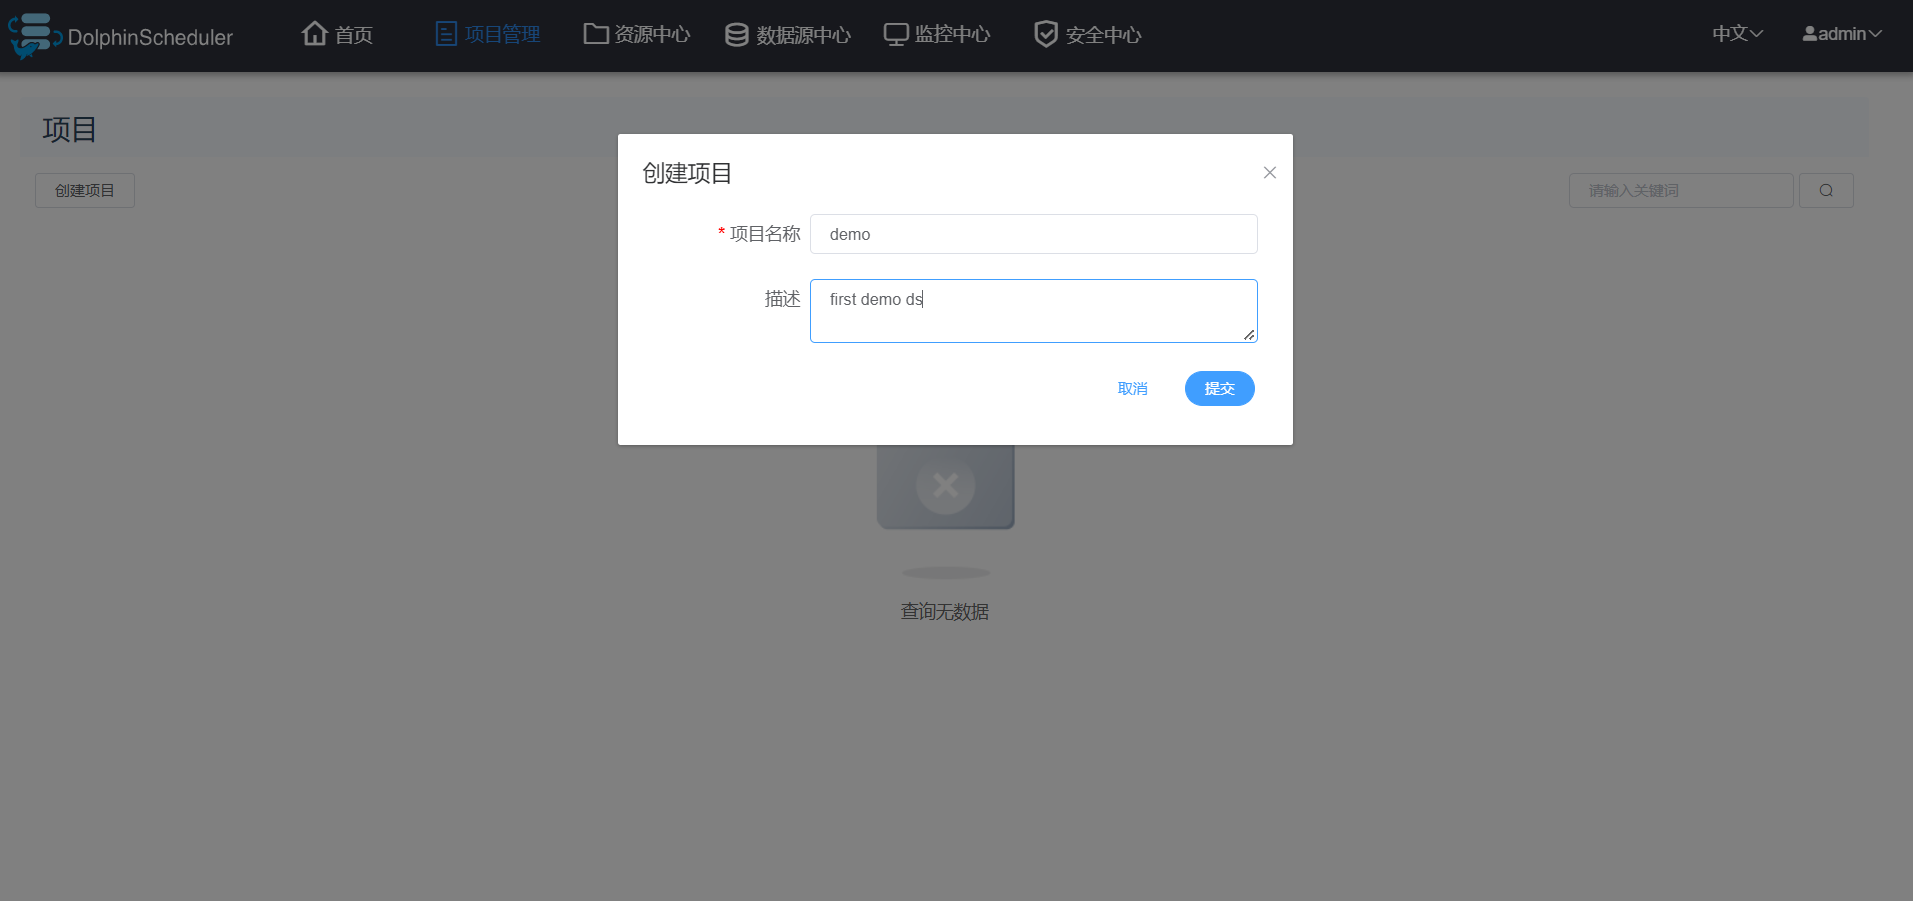 DolphinScheduler 首页 项目管理 资源中心 数据源中心 监控中心 安全中心 中文 admin
项目
创建项目 请输入关键词
创建项目
* 项目名称 demo
描述 first demo ds
取消 提交
查询无数据